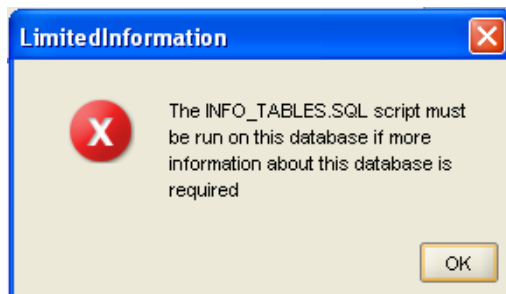 LimitedInformation
The INFO_TABLES.SQL script must
be run on this database if more
information about this database is
required
OK